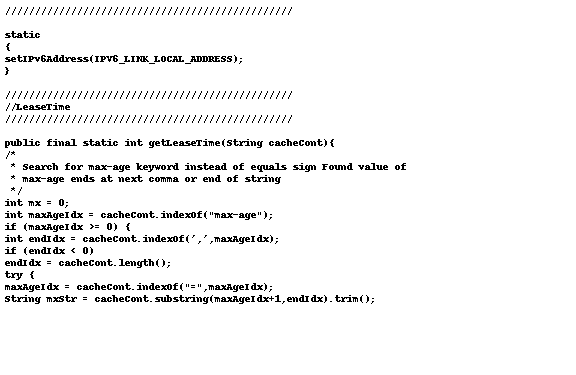 ////////////////////////////////////////////////
static
{
setIPv6Address(IPV6_LINK_LOCAL_ADDRESS);
}
////////////////////////////////////////////////
//LeaseTime
////////////////////////////////////////////////
public final static int getLeaseTime(String cacheCont){
/*
* Search for max-age keyword instead of equals sign Found value of
* max-age ends at next comma or end of string
*/
int mx = 0;
int maxAgeIdx = cacheCont.indexOf("max-age");
if (maxAgeIdx >= 0) {
int endIdx = cacheCont.indexOf(',',maxAgeIdx);
if (endIdx < 0)
endIdx = cacheCont.length();
try {
maxAgeIdx = cacheCont.indexOf("=",maxAgeIdx);
String mxStr = cacheCont.substring(maxAgeIdx+1,endIdx).trim();